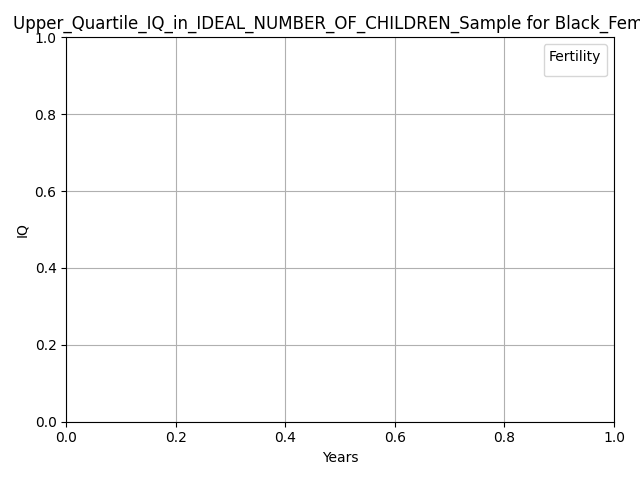 Upper_Quartile_IQ_in_IDEAL_NUMBER_OF_CHILDREN_Sample for Black_Fem
Fertility
1.0
0.8
0.6
0.4
0.2
0.0
IQ
0.0 0.2 0.4 0.6 0.8 1.0
Years